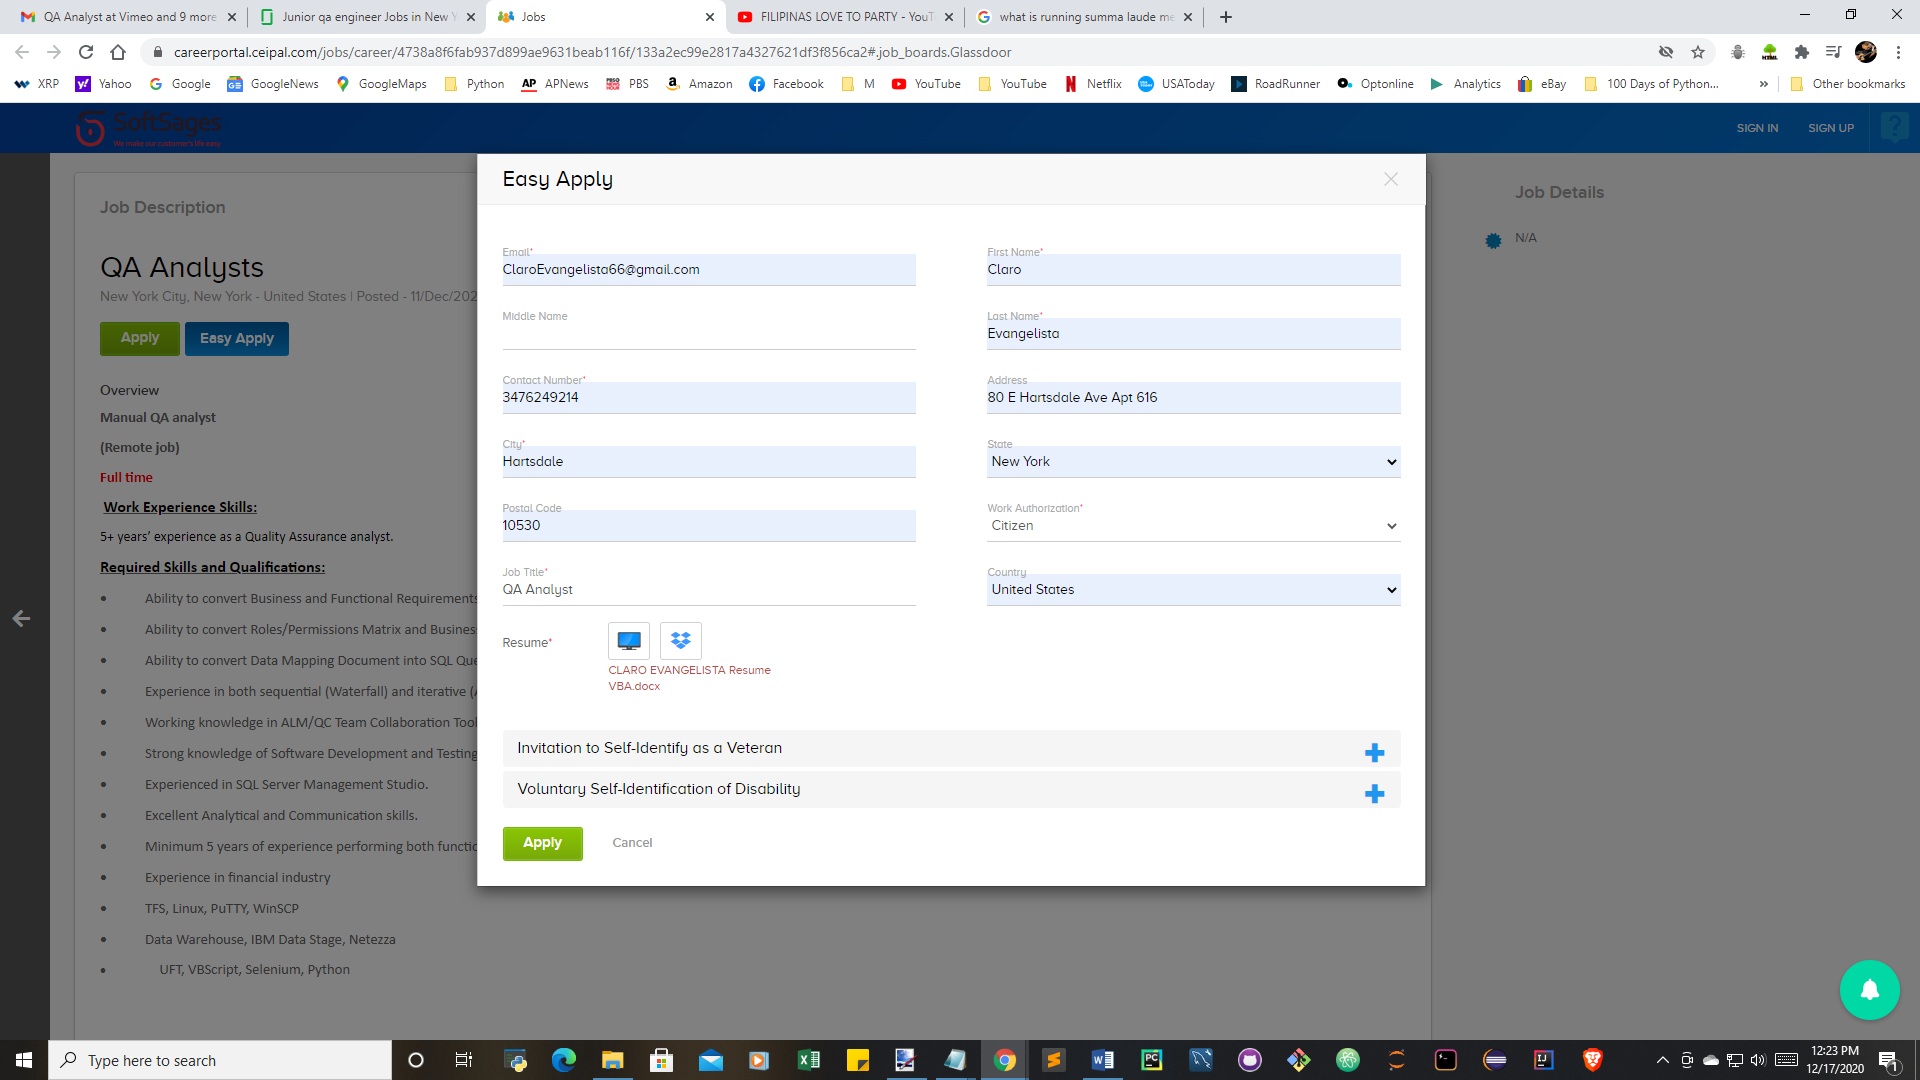 QA Analyst at Vimeo and 9 more
Junior qa engineer Jobs in New Y
Jobs
FILIPINAS LOVE TO PARTY - YouT
what is running summa laude me
careerportal.ceipal.com/jobs/career/4738a8f6fab937d899ae9631beab116f/133a2ec99e2817a4327621df3f856ca2#.job_boards.Glassdoor
XRP Yahoo Google GoogleNews GoogleMaps Python APNews PBS Amazon Facebook M YouTube YouTube Netflix USAToday RoadRunner Optonline Analytics eBay 100 Days of Python... » Other bookmarks
SoftSages
We make our customer's life easy
SIGN IN SIGN UP
Job Description
QA Analysts
New York City, New York - United States | Posted - 11/Dec/202
Apply Easy Apply
Overview
Manual QA analyst
(Remote job)
Full time
Work Experience Skills:
5+ years' experience as a Quality Assurance analyst.
Required Skills and Qualifications:
Ability to convert Business and Functional Requirements
Ability to convert Roles/Permissions Matrix and Busines
Ability to convert Data Mapping Document into SQL Que
Experience in both sequential (Waterfall) and iterative (A
Working knowledge in ALM/QC Team Collaboration Tool
Strong knowledge of Software Development and Testing
Experienced in SQL Server Management Studio.
Excellent Analytical and Communication skills.
Minimum 5 years of experience performing both functio
Experience in financial industry
TFS, Linux, PuTTY, WinSCP
Data Warehouse, IBM Data Stage, Netezza
UFT, VBScript, Selenium, Python
Easy Apply
Email*
ClaroEvangelista66@gmail.com
First Name*
Claro
Middle Name
Last Name*
Evangelista
Contact Number*
3476249214
Address
80 E Hartsdale Ave Apt 616
City*
Hartsdale
State
New York
Postal Code
10530
Work Authorization*
Citizen
Job Title*
QA Analyst
Country
United States
Resume*
CLARO EVANGELISTA Resume
VBA.docx
Invitation to Self-Identify as a Veteran
Voluntary Self-Identification of Disability
Apply Cancel
Job Details
N/A
Type here to search
12:23 PM
12/17/2020